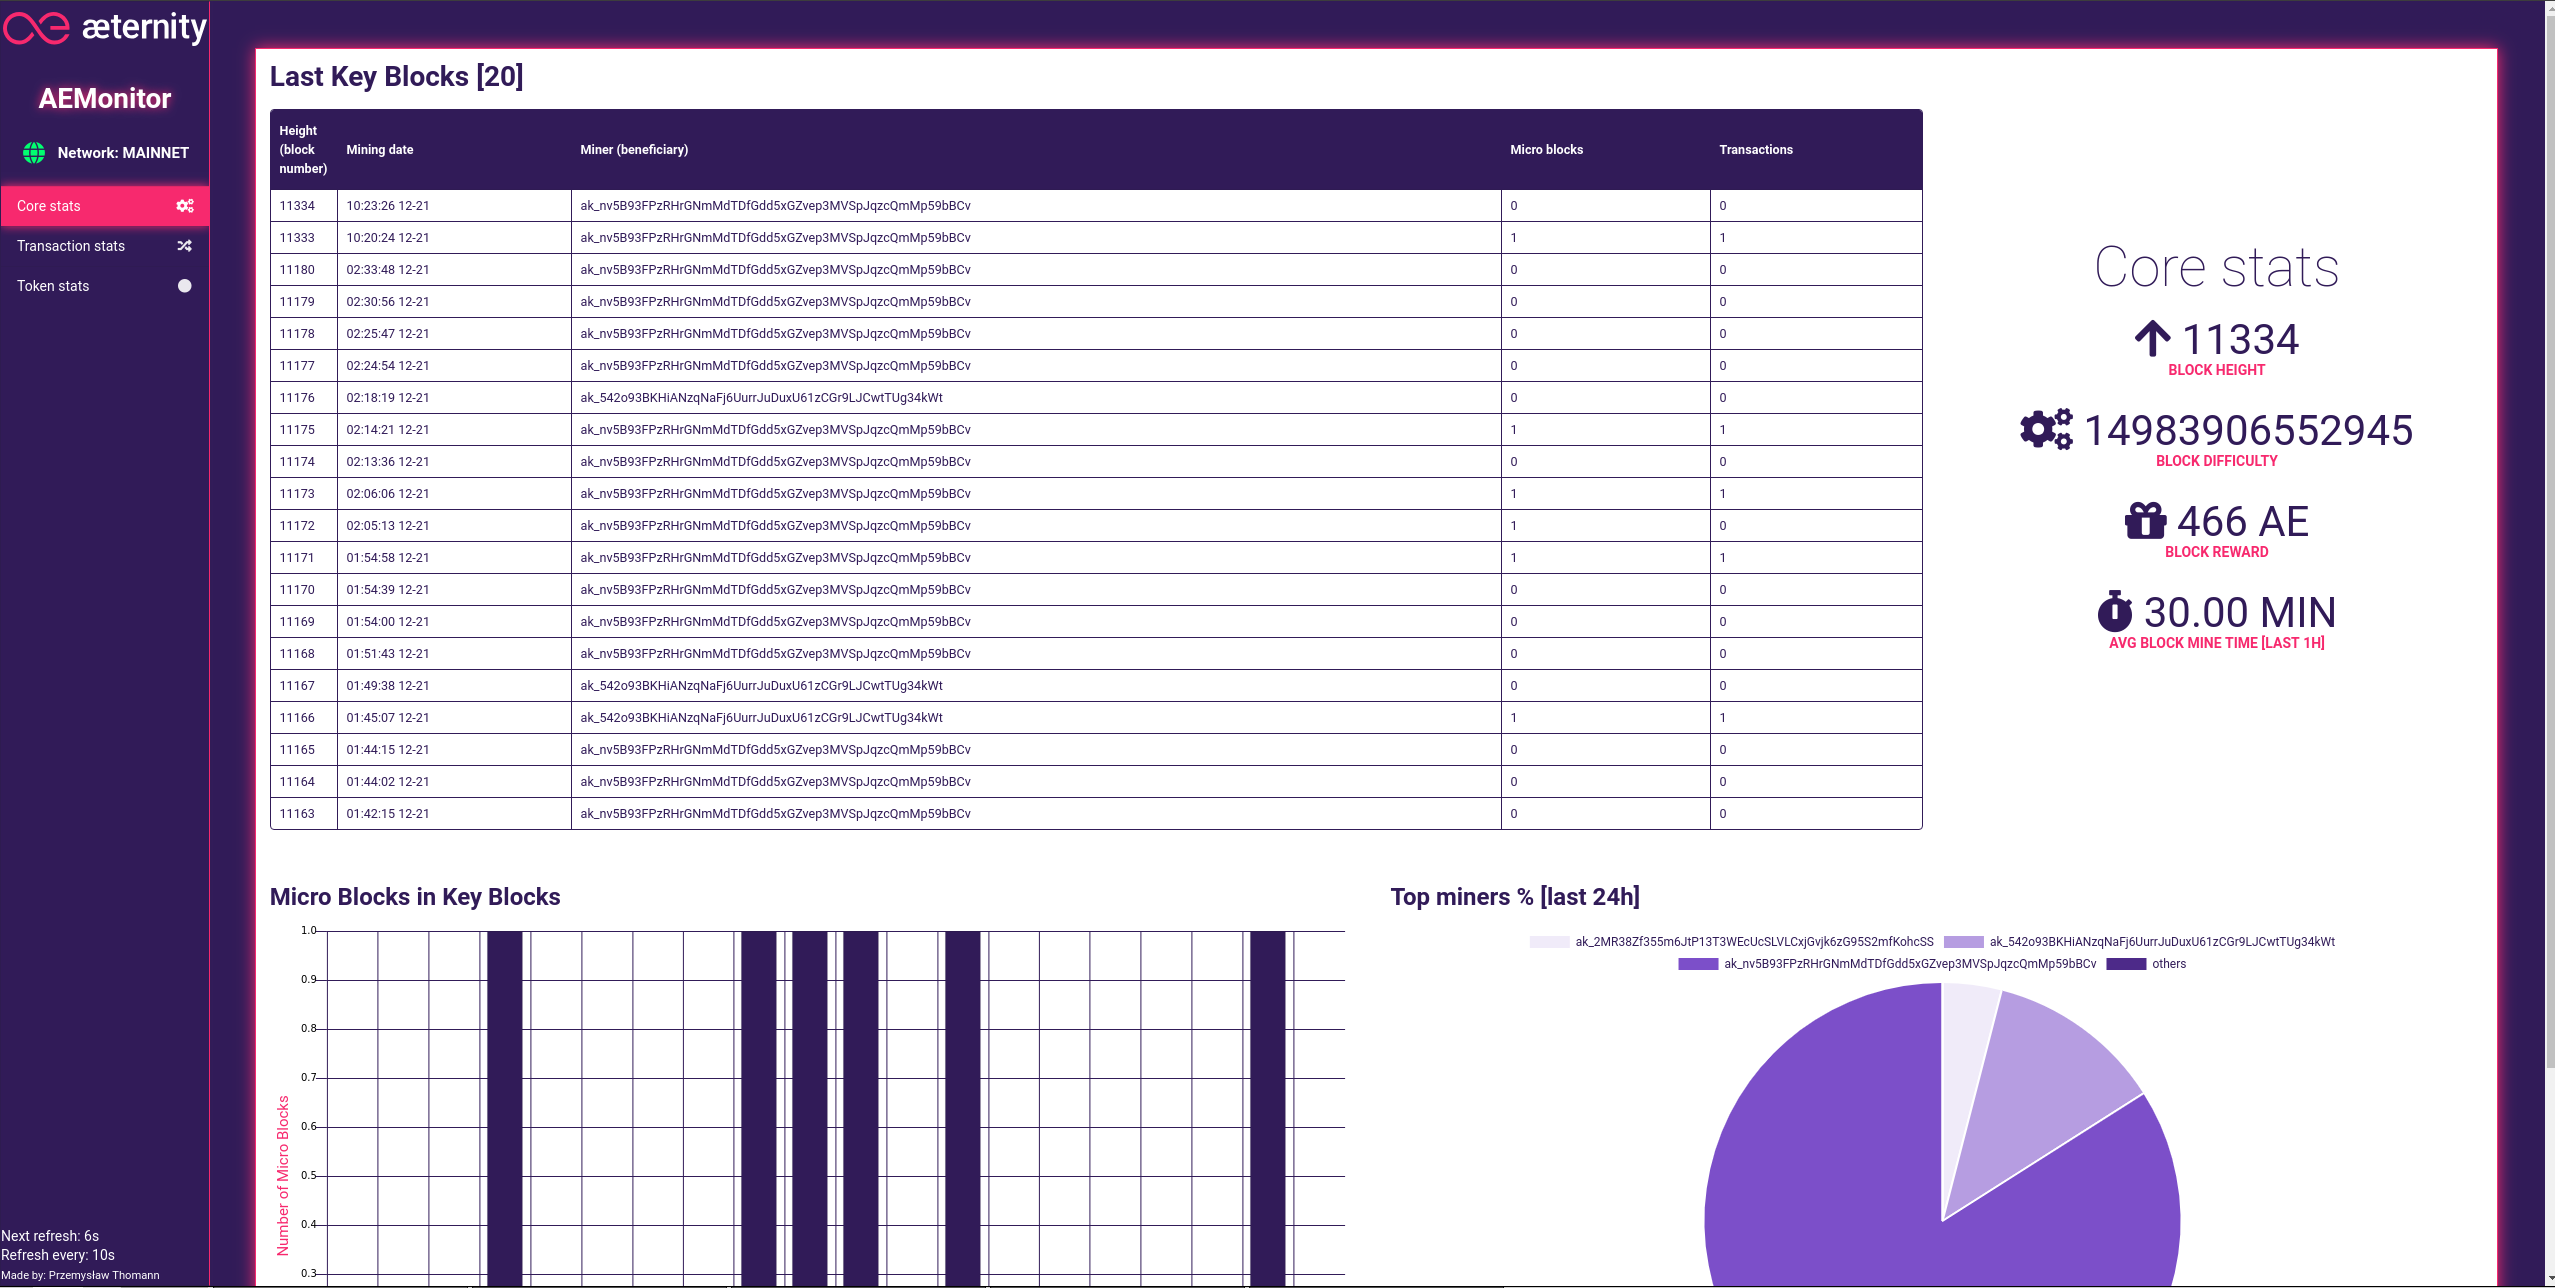 æternity
AEMonitor
Network: MAINNET
Core stats
Transaction stats
Token stats
Next refresh: 6s
Refresh every: 10s
Made by: Przemysław Thomann
Last Key Blocks [20]
Height (block number) Mining date Miner (beneficiary) Micro blocks Transactions
11334 10:23:26 12-21 ak_nv5B93FPzRHrGNmMdTDfGdd5xGZvep3MVSpJqzcQmMp59bBCv 0 0
11333 10:20:24 12-21 ak_nv5B93FPzRHrGNmMdTDfGdd5xGZvep3MVSpJqzcQmMp59bBCv 1 1
11180 02:33:48 12-21 ak_nv5B93FPzRHrGNmMdTDfGdd5xGZvep3MVSpJqzcQmMp59bBCv 0 0
11179 02:30:56 12-21 ak_nv5B93FPzRHrGNmMdTDfGdd5xGZvep3MVSpJqzcQmMp59bBCv 0 0
11178 02:25:47 12-21 ak_nv5B93FPzRHrGNmMdTDfGdd5xGZvep3MVSpJqzcQmMp59bBCv 0 0
11177 02:24:54 12-21 ak_nv5B93FPzRHrGNmMdTDfGdd5xGZvep3MVSpJqzcQmMp59bBCv 0 0
11176 02:18:19 12-21 ak_542o93BKHiANzqNaFj6UurrJuDuxU61zCGr9LJCwtTUg34kWt 0 0
11175 02:14:21 12-21 ak_nv5B93FPzRHrGNmMdTDfGdd5xGZvep3MVSpJqzcQmMp59bBCv 1 1
11174 02:13:36 12-21 ak_nv5B93FPzRHrGNmMdTDfGdd5xGZvep3MVSpJqzcQmMp59bBCv 0 0
11173 02:06:06 12-21 ak_nv5B93FPzRHrGNmMdTDfGdd5xGZvep3MVSpJqzcQmMp59bBCv 1 1
11172 02:05:13 12-21 ak_nv5B93FPzRHrGNmMdTDfGdd5xGZvep3MVSpJqzcQmMp59bBCv 1 0
11171 01:54:58 12-21 ak_nv5B93FPzRHrGNmMdTDfGdd5xGZvep3MVSpJqzcQmMp59bBCv 1 1
11170 01:54:39 12-21 ak_nv5B93FPzRHrGNmMdTDfGdd5xGZvep3MVSpJqzcQmMp59bBCv 0 0
11169 01:54:00 12-21 ak_nv5B93FPzRHrGNmMdTDfGdd5xGZvep3MVSpJqzcQmMp59bBCv 0 0
11168 01:51:43 12-21 ak_nv5B93FPzRHrGNmMdTDfGdd5xGZvep3MVSpJqzcQmMp59bBCv 0 0
11167 01:49:38 12-21 ak_542o93BKHiANzqNaFj6UurrJuDuxU61zCGr9LJCwtTUg34kWt 0 0
11166 01:45:07 12-21 ak_542o93BKHiANzqNaFj6UurrJuDuxU61zCGr9LJCwtTUg34kWt 1 1
11165 01:44:15 12-21 ak_nv5B93FPzRHrGNmMdTDfGdd5xGZvep3MVSpJqzcQmMp59bBCv 0 0
11164 01:44:02 12-21 ak_nv5B93FPzRHrGNmMdTDfGdd5xGZvep3MVSpJqzcQmMp59bBCv 0 0
11163 01:42:15 12-21 ak_nv5B93FPzRHrGNmMdTDfGdd5xGZvep3MVSpJqzcQmMp59bBCv 0 0
Core stats
11334
BLOCK HEIGHT
14983906552945
BLOCK DIFFICULTY
466 AE
BLOCK REWARD
30.00 MIN
AVG BLOCK MINE TIME [LAST 1H]
Micro Blocks in Key Blocks
Number of Micro Blocks
1.0
0.9
0.8
0.7
0.6
0.5
0.4
0.3
Top miners % [last 24h]
ak_2MR38Zf355m6JtP13T3WEcUcSLVLCxjGvjk6zG95S2mfKohcSS ak_542o93BKHiANzqNaFj6UurrJuDuxU61zCGr9LJCwtTUg34kWt
ak_nv5B93FPzRHrGNmMdTDfGdd5xGZvep3MVSpJqzcQmMp59bBCv others